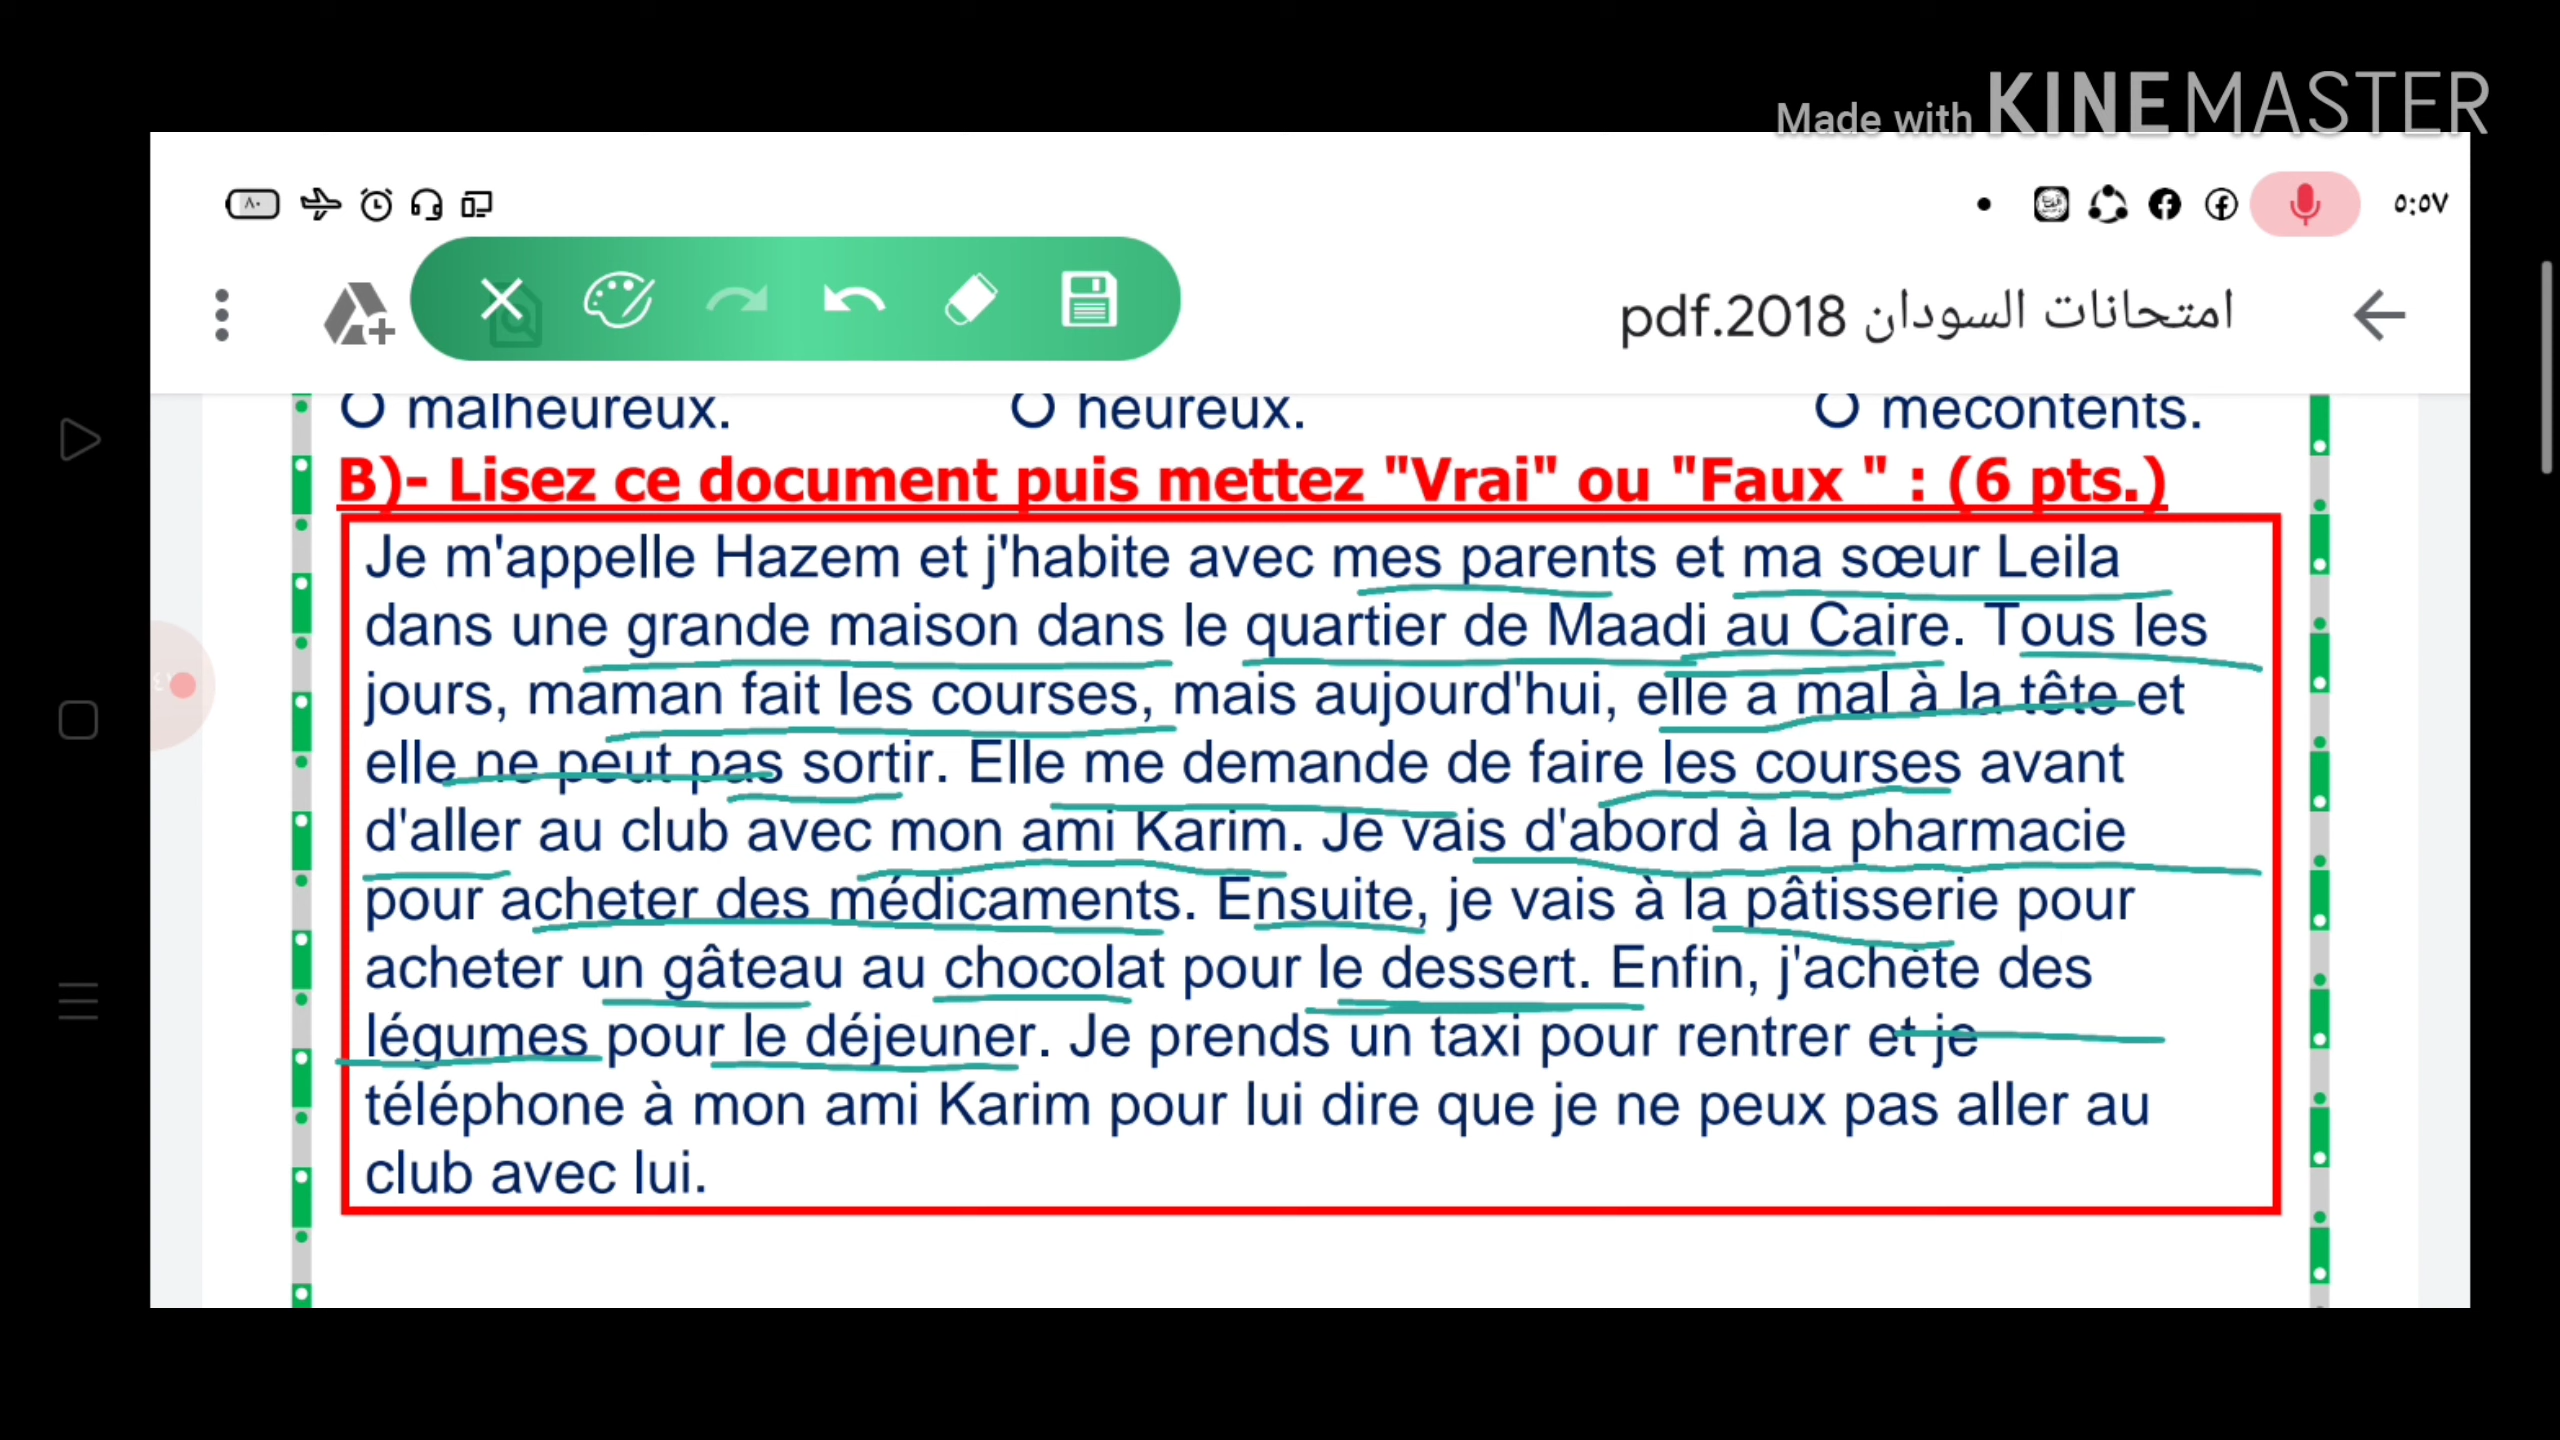 Made with KINEMASTER
٨٠
٥:٥٧
امتحانات السودان 2018.pdf
malheureux. heureux. mécontents.
B)- Lisez ce document puis mettez "Vrai" ou "Faux " : (6 pts.)
Je m'appelle Hazem et j'habite avec mes parents et ma sœur Leila
dans une grande maison dans le quartier de Maadi au Caire. Tous les
jours, maman fait les courses, mais aujourd'hui, elle a mal à la tête et
elle ne peut pas sortir. Elle me demande de faire les courses avant
d'aller au club avec mon ami Karim. Je vais d'abord à la pharmacie
pour acheter des médicaments. Ensuite, je vais à la pâtisserie pour
acheter un gâteau au chocolat pour le dessert. Enfin, j'achète des
légumes pour le déjeuner. Je prends un taxi pour rentrer et je
téléphone à mon ami Karim pour lui dire que je ne peux pas aller au
club avec lui.